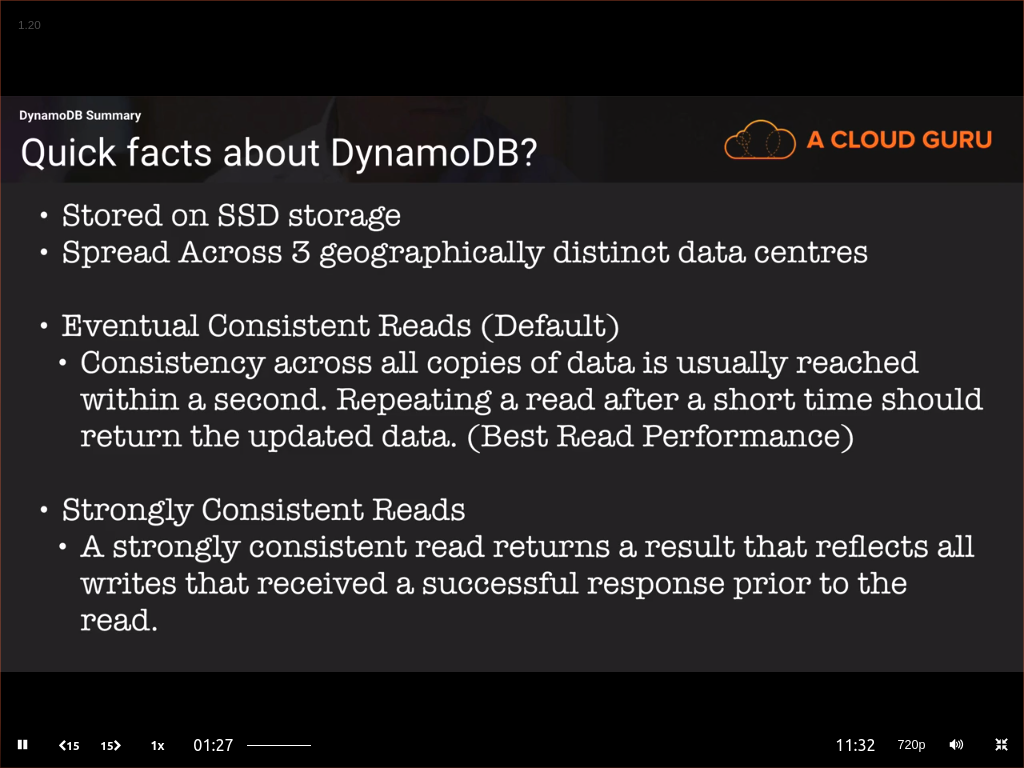 1.20
DynamoDB Summary
Quick facts about DynamoDB?
A CLOUD GURU
• Stored on SSD storage
• Spread Across 3 geographically distinct data centres
• Eventual Consistent Reads (Default)
• Consistency across all copies of data is usually reached
within a second. Repeating a read after a short time should
return the updated data. (Best Read Performance)
• Strongly Consistent Reads
• A strongly consistent read returns a result that reflects all
writes that received a successful response prior to the
read.
15 15 1x 01:27 11:32 720p